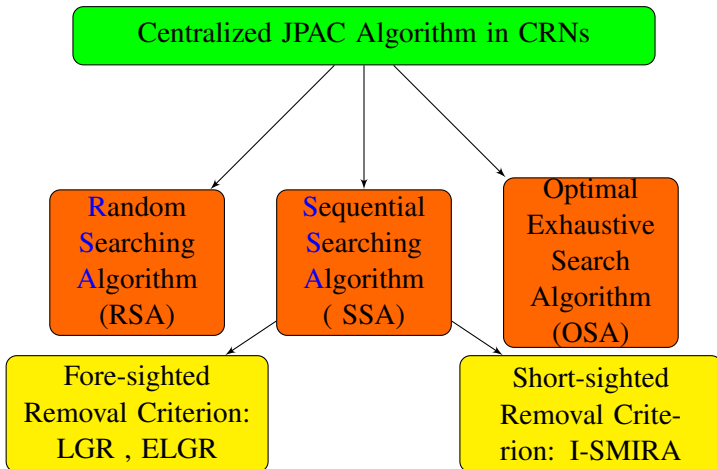 Centralized JPAC Algorithm in CRNs
Random
Searching
Algorithm
(RSA)
Sequential
Searching
Algorithm
( SSA)
Optimal
Exhaustive
Search
Algorithm
(OSA)
Fore-sighted
Removal Criterion:
LGR , ELGR
Short-sighted
Removal Crite-
rion: I-SMIRA